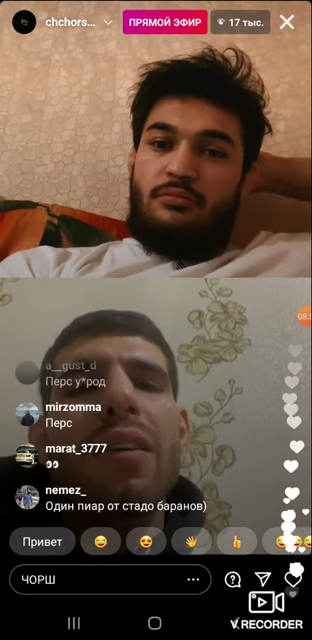 chchors...
ПРЯМОЙ ЭФИР
17 тыс.
a__gust_d
Перс у*род
mirzomma
Перс
marat_3777
👀
nemez_
Один пиар от стадо баранов)
Привет
ЧОРШ
RECORDER